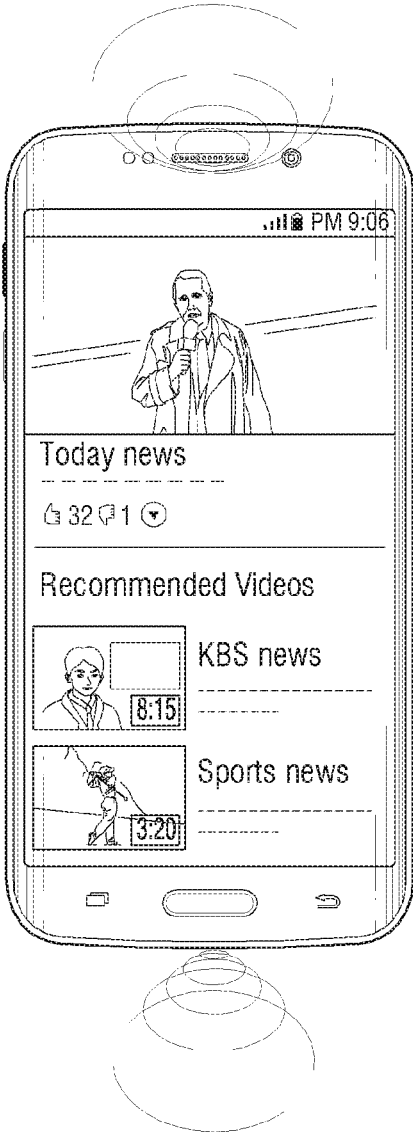 PM 9:06
Today news
32 1
Recommended Videos
8:15
KBS news
3:20
Sports news